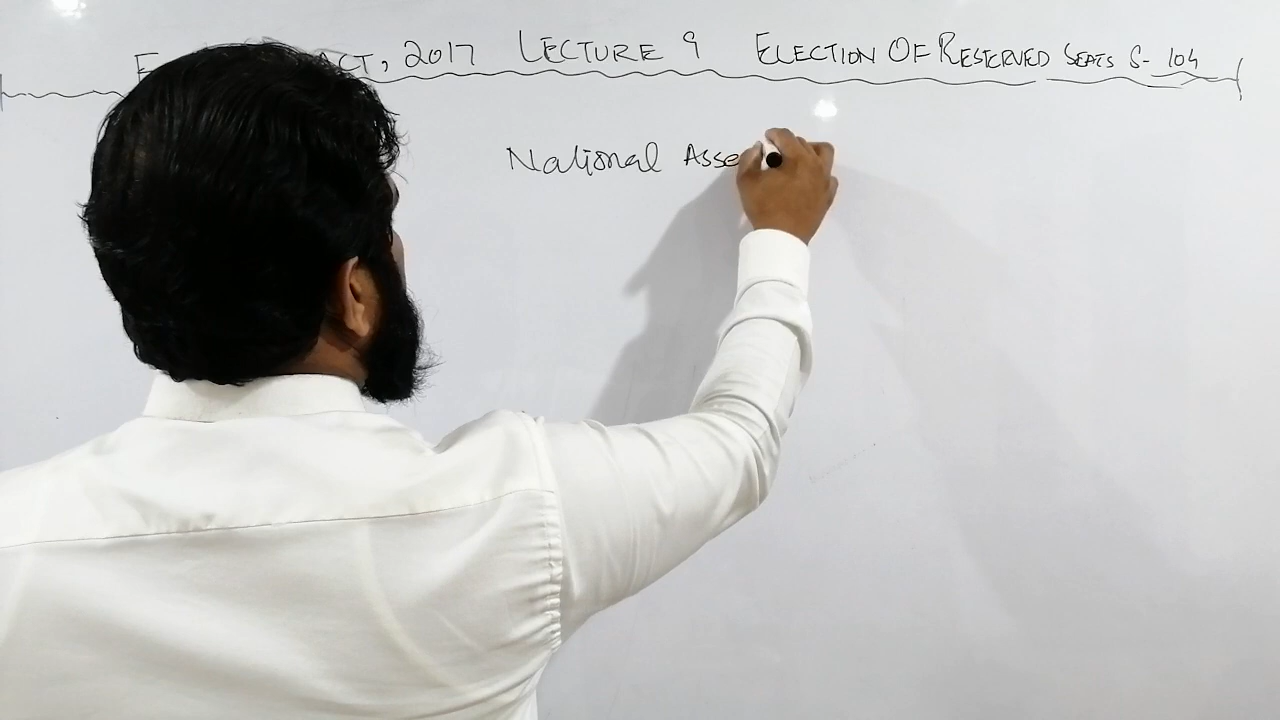 ACT, 2017 LECTURE 9 ELECTION OF RESERVED SEATS S- 104
National Asse